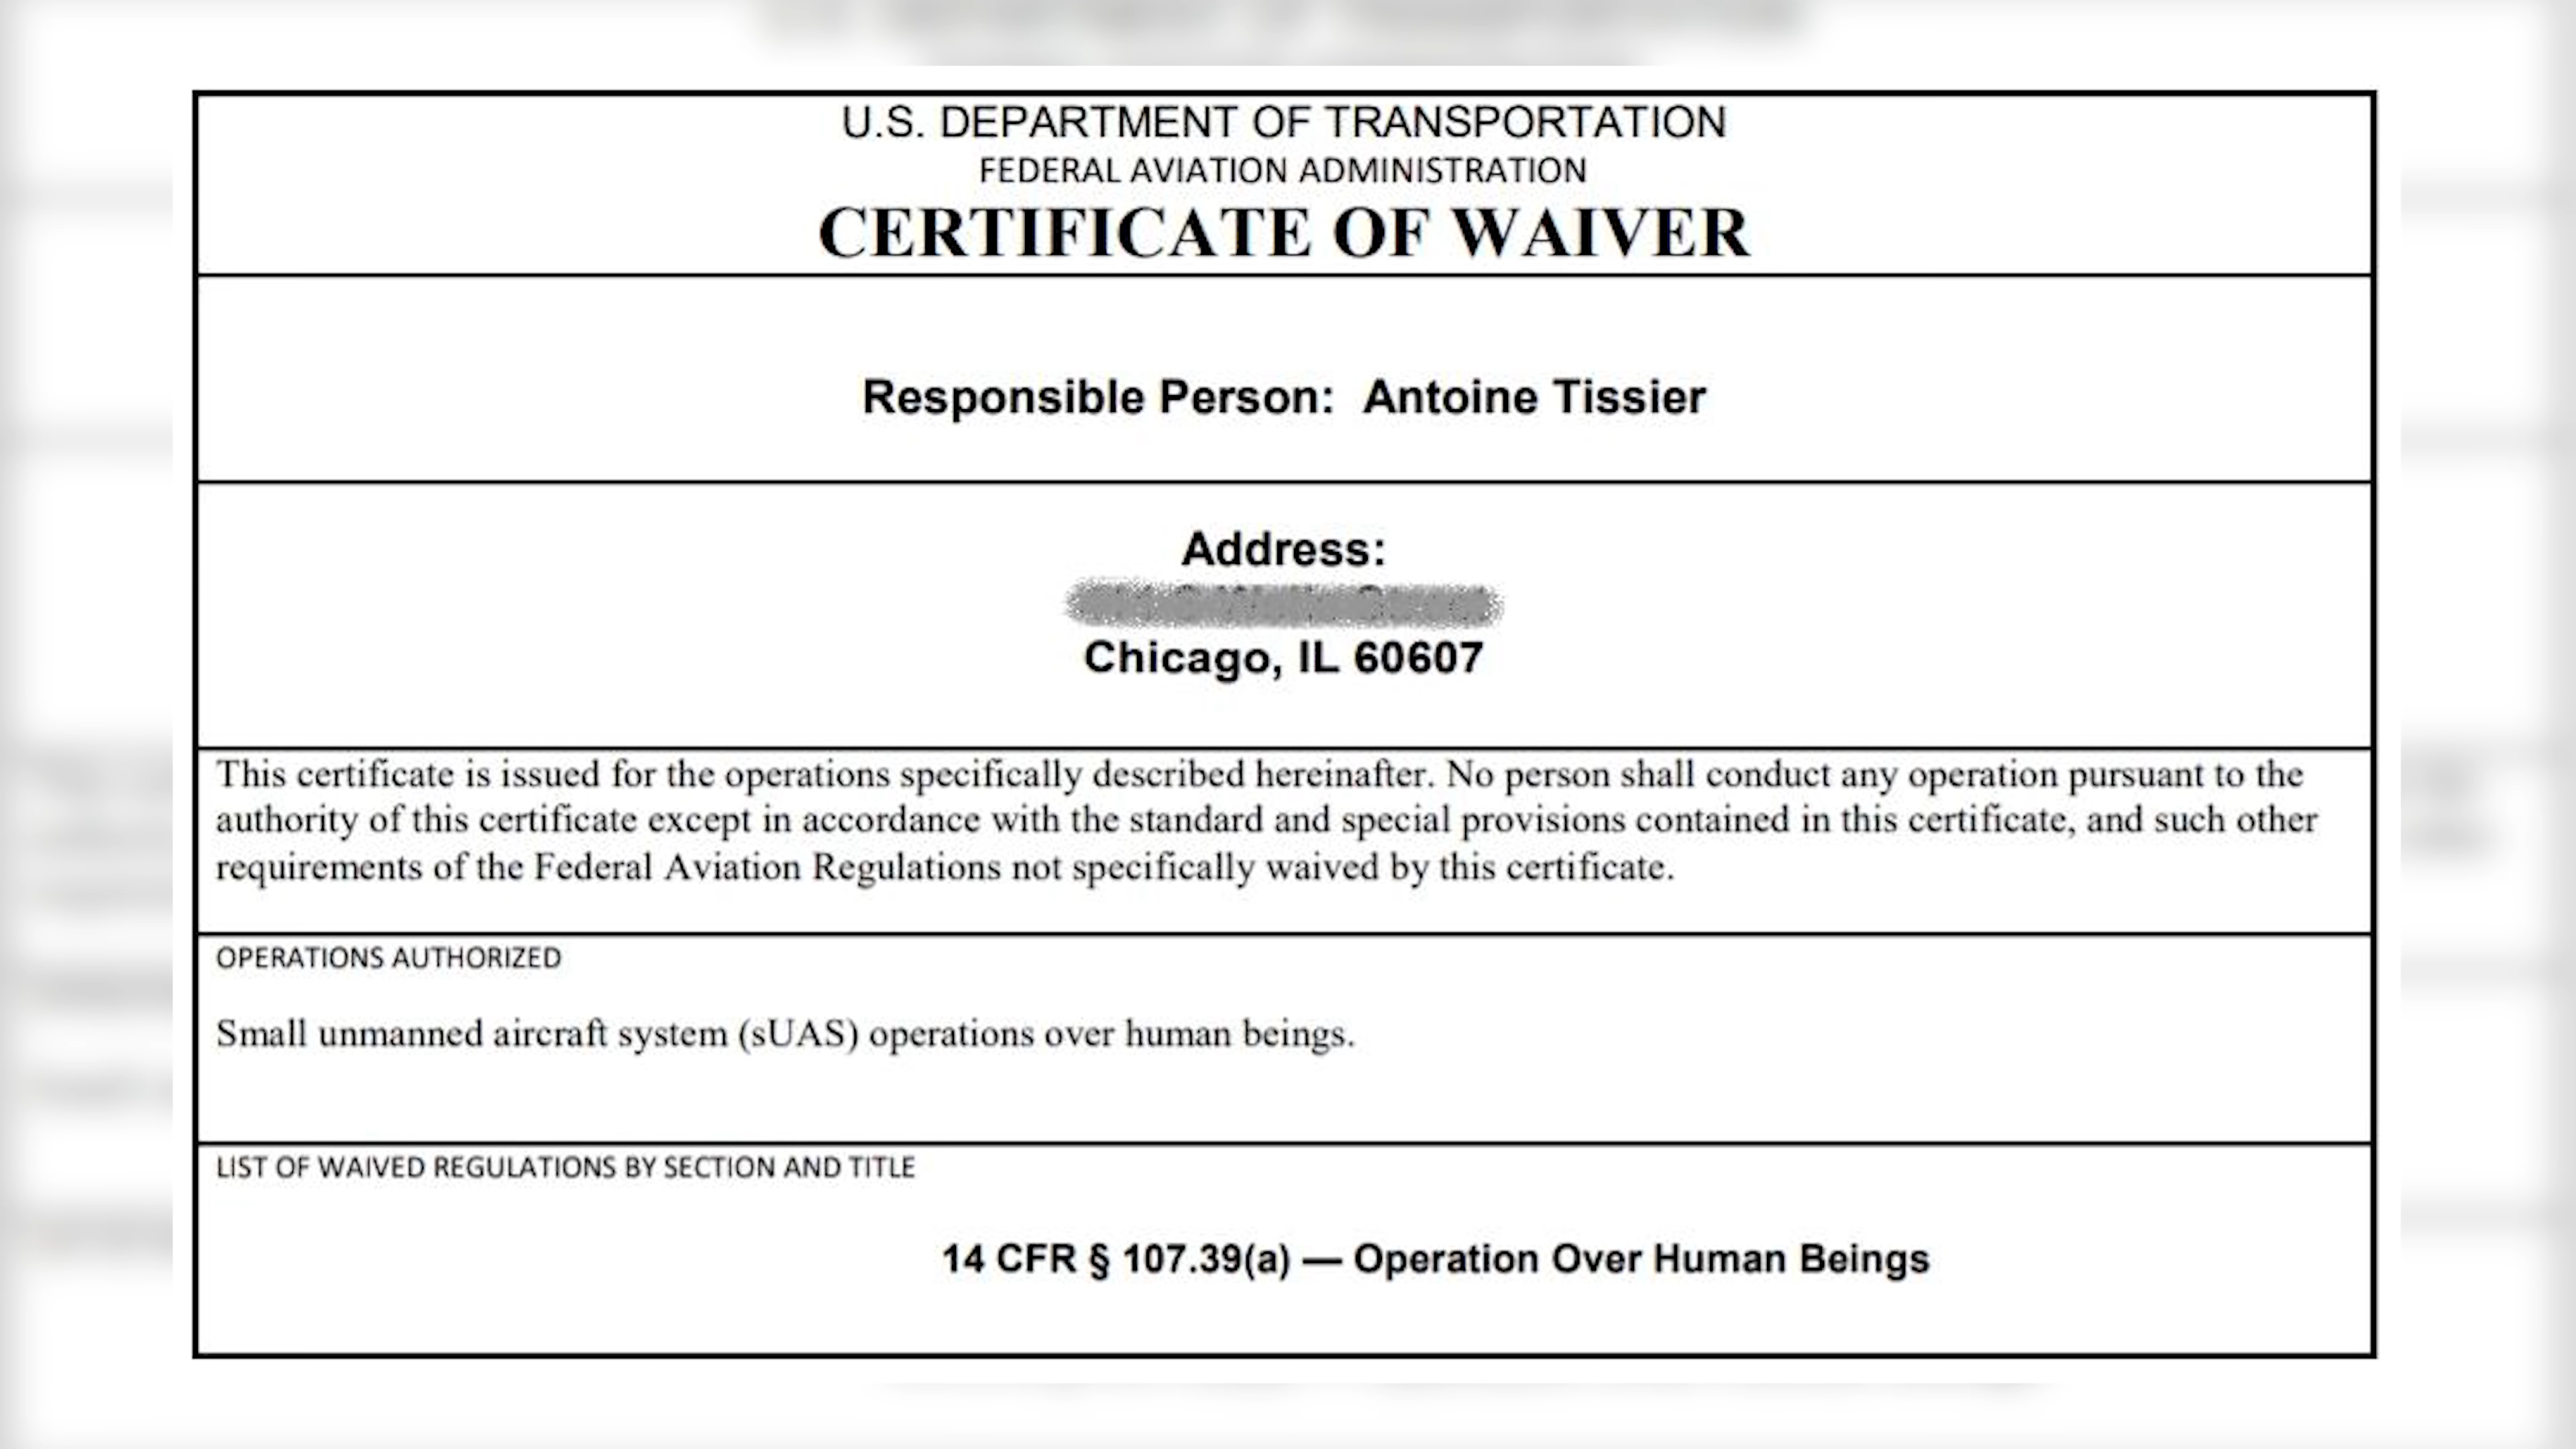 U.S. DEPARTMENT OF TRANSPORTATION
FEDERAL AVIATION ADMINISTRATION
CERTIFICATE OF WAIVER
Responsible Person: Antoine Tissier
Address:
Chicago, IL 60607
This certificate is issued for the operations specifically described hereinafter. No person shall conduct any operation pursuant to the
authority of this certificate except in accordance with the standard and special provisions contained in this certificate, and such other
requirements of the Federal Aviation Regulations not specifically waived by this certificate.
OPERATIONS AUTHORIZED
Small unmanned aircraft system (sUAS) operations over human beings.
LIST OF WAIVED REGULATIONS BY SECTION AND TITLE
14 CFR § 107.39(a) — Operation Over Human Beings